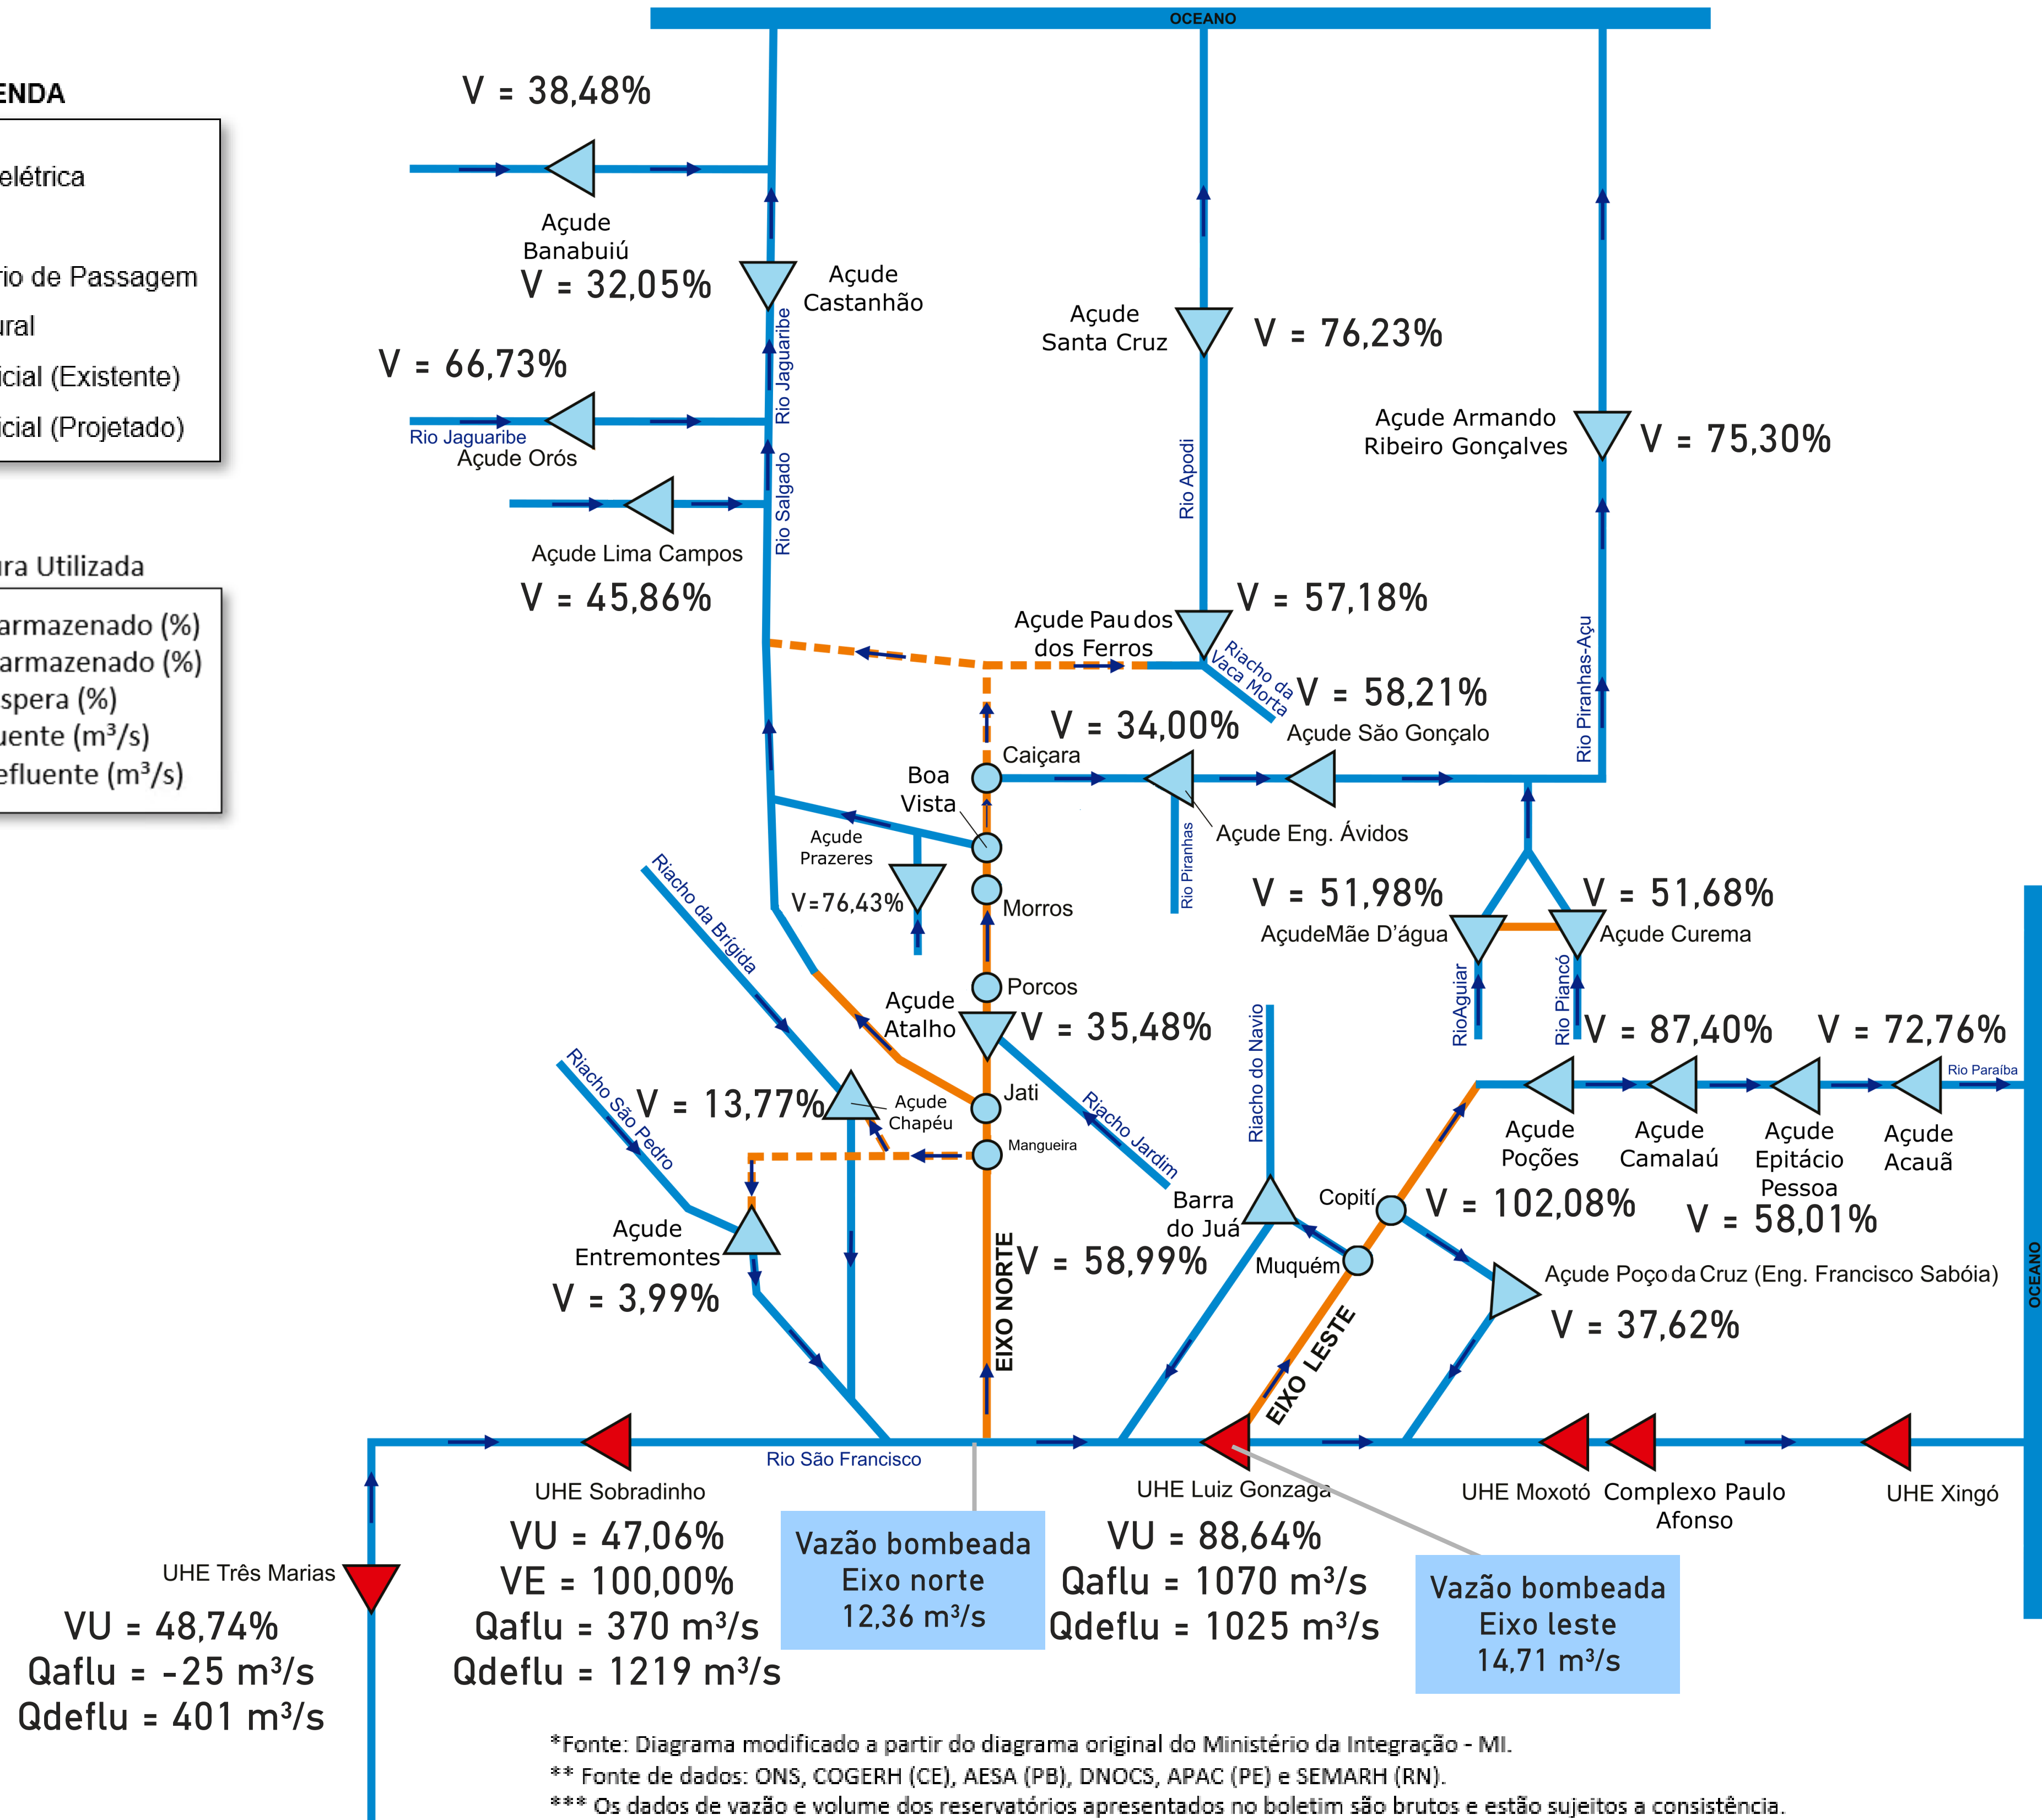 OCEANO
ENDA
elétrica
rio de Passagem
ural
icial (Existente)
icial (Projetado)
ura Utilizada
armazenado (%)
armazenado (%)
spera (%)
uente (m³/s)
efluente (m³/s)
V = 38,48%
Açude
Banabuiú
V = 32,05%
Açude
Castanhão
Rio Jaguaribe
V = 66,73%
Rio Jaguaribe
Açude Orós
Rio Salgado
Açude Lima Campos
V = 45,86%
Açude
Santa Cruz
V = 76,23%
Rio Apodi
Açude Armando
Ribeiro Gonçalves
V = 75,30%
Açude Pau dos
dos Ferros
V = 57,18%
Riacho da
Vaca Morta
V = 58,21%
Açude São Gonçalo
V = 34,00%
Rio Piranhas-Açu
Caiçara
Boa
Vista
Açude Eng. Ávidos
Rio Piranhas
Açude
Prazeres
V=76,43%
Morros
Riacho da Brígida
V = 51,98%
AçudeMãe D'água
V = 51,68%
Açude Curema
RioAguiar
Rio Piancó
Porcos
Açude
Atalho
V = 35,48%
Riacho do Navio
V = 87,40%
V = 72,76%
Rio Paraíba
Riacho São Pedro
V = 13,77%
Açude
Chapéu
Jati
Mangueira
Riacho Jardim
Açude
Poções
Açude
Camalaú
Açude
Epitácio
Pessoa
Açude
Acauã
V = 102,08%
V = 58,01%
Barra
do Juá
Copití
Muquém
V = 58,99%
Açude
Entremontes
V = 3,99%
EIXO NORTE
EIXO LESTE
Açude Poço da Cruz (Eng. Francisco Sabóia)
V = 37,62%
OCEANO
Rio São Francisco
UHE Sobradinho
VU = 47,06%
VE = 100,00%
Qaflu = 370 m³/s
Qdeflu = 1219 m³/s
Vazão bombeada
Eixo norte
12,36 m³/s
UHE Luiz Gonzaga
VU = 88,64%
Qaflu = 1070 m³/s
Qdeflu = 1025 m³/s
Vazão bombeada
Eixo leste
14,71 m³/s
UHE Moxotó
Complexo Paulo
Afonso
UHE Xingó
UHE Três Marias
VU = 48,74%
Qaflu = -25 m³/s
Qdeflu = 401 m³/s
*Fonte: Diagrama modificado a partir do diagrama original do Ministério da Integração - MI.
** Fonte de dados: ONS, COGERH (CE), AESA (PB), DNOCS, APAC (PE) e SEMARH (RN).
*** Os dados de vazão e volume dos reservatórios apresentados no boletim são brutos e estão sujeitos a consistência.